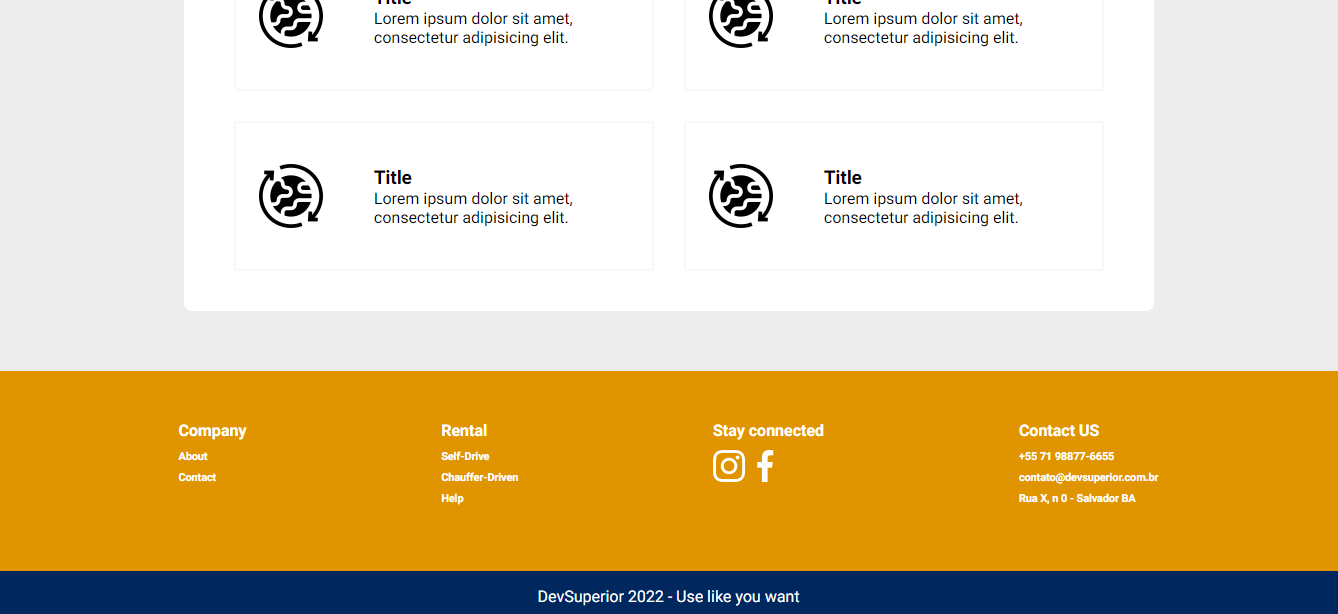 Title
Title
Lorem ipsum dolor sit amet,
consectetur adipisicing elit.
Lorem ipsum dolor sit amet,
consectetur adipisicing elit.
Title
Lorem ipsum dolor sit amet,
consectetur adipisicing elit.
Title
Lorem ipsum dolor sit amet,
consectetur adipisicing elit.
Company
About
Contact
Rental
Self-Drive
Chauffer-Driven
Help
Stay connected
Contact US
+55 71 98877-6655
contato@devsuperior.com.br
Rua X, n 0 - Salvador BA
DevSuperior 2022 - Use like you want